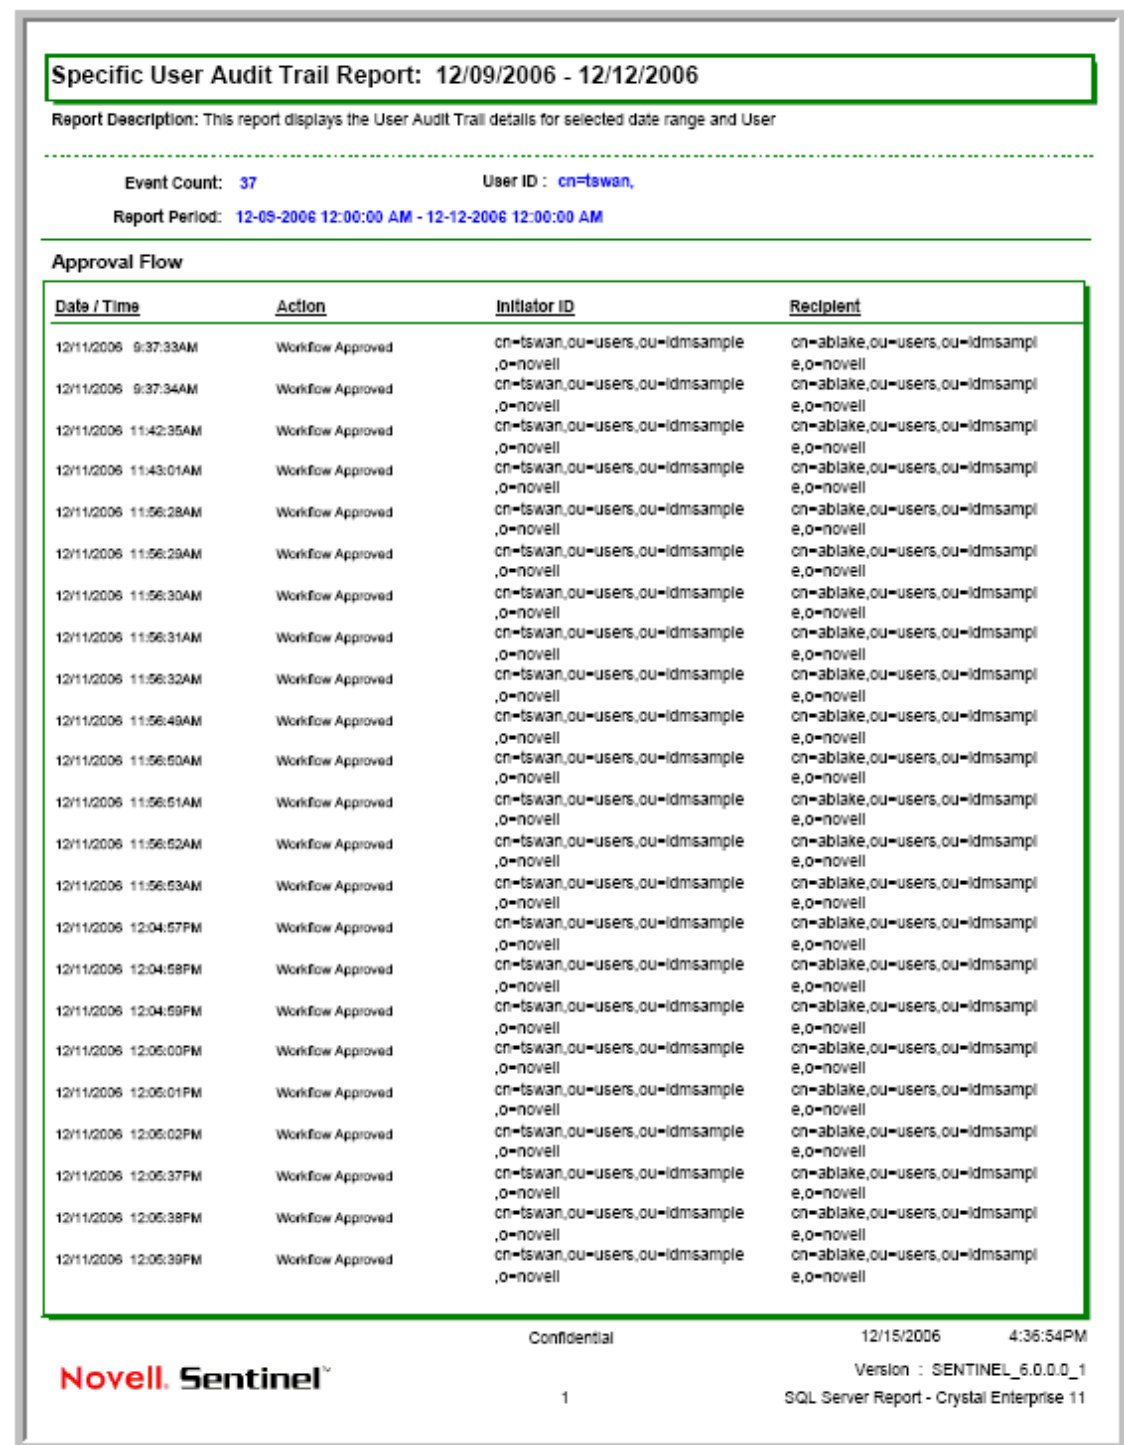 Specific User Audit Trail Report: 12/09/2006 - 12/12/2006
Report Description: This report displays the User Audit Trail details for selected date range and User
Event Count: 37 User ID : cn=tswan,
Report Period: 12-09-2006 12:00:00 AM - 12-12-2006 12:00:00 AM
Approval Flow
Date / Time Action Initiator ID Recipient
12/11/2006 9:37:33AM Workflow Approved cn=tswan,ou=users,ou=idmsample cn=ablake,ou=users,ou=idmsampl
,o=novell e,o=novell
12/11/2006 9:37:34AM Workflow Approved cn=tswan,ou=users,ou=idmsample cn=ablake,ou=users,ou=idmsampl
,o=novell e,o=novell
12/11/2006 11:42:35AM Workflow Approved cn=tswan,ou=users,ou=idmsample cn=ablake,ou=users,ou=idmsampl
,o=novell e,o=novell
12/11/2006 11:43:01AM Workflow Approved cn=tswan,ou=users,ou=idmsample cn=ablake,ou=users,ou=idmsampl
,o=novell e,o=novell
12/11/2006 11:56:28AM Workflow Approved cn=tswan,ou=users,ou=idmsample cn=ablake,ou=users,ou=idmsampl
,o=novell e,o=novell
12/11/2006 11:56:29AM Workflow Approved cn=tswan,ou=users,ou=idmsample cn=ablake,ou=users,ou=idmsampl
,o=novell e,o=novell
12/11/2006 11:56:30AM Workflow Approved cn=tswan,ou=users,ou=idmsample cn=ablake,ou=users,ou=idmsampl
,o=novell e,o=novell
12/11/2006 11:56:31AM Workflow Approved cn=tswan,ou=users,ou=idmsample cn=ablake,ou=users,ou=idmsampl
,o=novell e,o=novell
12/11/2006 11:56:32AM Workflow Approved cn=tswan,ou=users,ou=idmsample cn=ablake,ou=users,ou=idmsampl
,o=novell e,o=novell
12/11/2006 11:56:49AM Workflow Approved cn=tswan,ou=users,ou=idmsample cn=ablake,ou=users,ou=idmsampl
,o=novell e,o=novell
12/11/2006 11:56:50AM Workflow Approved cn=tswan,ou=users,ou=idmsample cn=ablake,ou=users,ou=idmsampl
,o=novell e,o=novell
12/11/2006 11:56:51AM Workflow Approved cn=tswan,ou=users,ou=idmsample cn=ablake,ou=users,ou=idmsampl
,o=novell e,o=novell
12/11/2006 11:56:52AM Workflow Approved cn=tswan,ou=users,ou=idmsample cn=ablake,ou=users,ou=idmsampl
,o=novell e,o=novell
12/11/2006 11:56:53AM Workflow Approved cn=tswan,ou=users,ou=idmsample cn=ablake,ou=users,ou=idmsampl
,o=novell e,o=novell
12/11/2006 12:04:57PM Workflow Approved cn=tswan,ou=users,ou=idmsample cn=ablake,ou=users,ou=idmsampl
,o=novell e,o=novell
12/11/2006 12:04:58PM Workflow Approved cn=tswan,ou=users,ou=idmsample cn=ablake,ou=users,ou=idmsampl
,o=novell e,o=novell
12/11/2006 12:04:59PM Workflow Approved cn=tswan,ou=users,ou=idmsample cn=ablake,ou=users,ou=idmsampl
,o=novell e,o=novell
12/11/2006 12:05:00PM Workflow Approved cn=tswan,ou=users,ou=idmsample cn=ablake,ou=users,ou=idmsampl
,o=novell e,o=novell
12/11/2006 12:05:01PM Workflow Approved cn=tswan,ou=users,ou=idmsample cn=ablake,ou=users,ou=idmsampl
,o=novell e,o=novell
12/11/2006 12:05:02PM Workflow Approved cn=tswan,ou=users,ou=idmsample cn=ablake,ou=users,ou=idmsampl
,o=novell e,o=novell
12/11/2006 12:05:37PM Workflow Approved cn=tswan,ou=users,ou=idmsample cn=ablake,ou=users,ou=idmsampl
,o=novell e,o=novell
12/11/2006 12:05:38PM Workflow Approved cn=tswan,ou=users,ou=idmsample cn=ablake,ou=users,ou=idmsampl
,o=novell e,o=novell
12/11/2006 12:05:39PM Workflow Approved cn=tswan,ou=users,ou=idmsample cn=ablake,ou=users,ou=idmsampl
,o=novell e,o=novell
Confidential 12/15/2006 4:36:54PM
Novell. Sentinel™ Version : SENTINEL_6.0.0.0_1
1 SQL Server Report - Crystal Enterprise 11